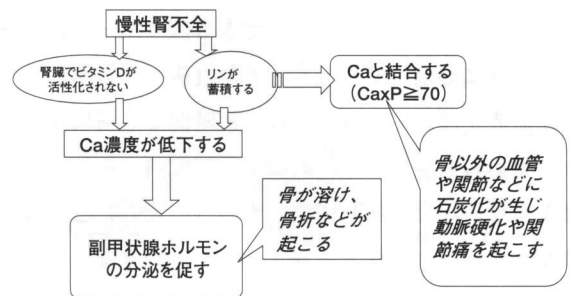 慢性腎不全
腎臓でビタミンDが
活性化されない
リンが
蓄積する
Caと結合する
(CaxP≧70)
Ca濃度が低下する
骨以外の血管
や関節などに
石炭化が生じ
動脈硬化や関
節痛を起こす
骨が溶け、
骨折などが
起こる
副甲状腺ホルモン
の分泌を促す